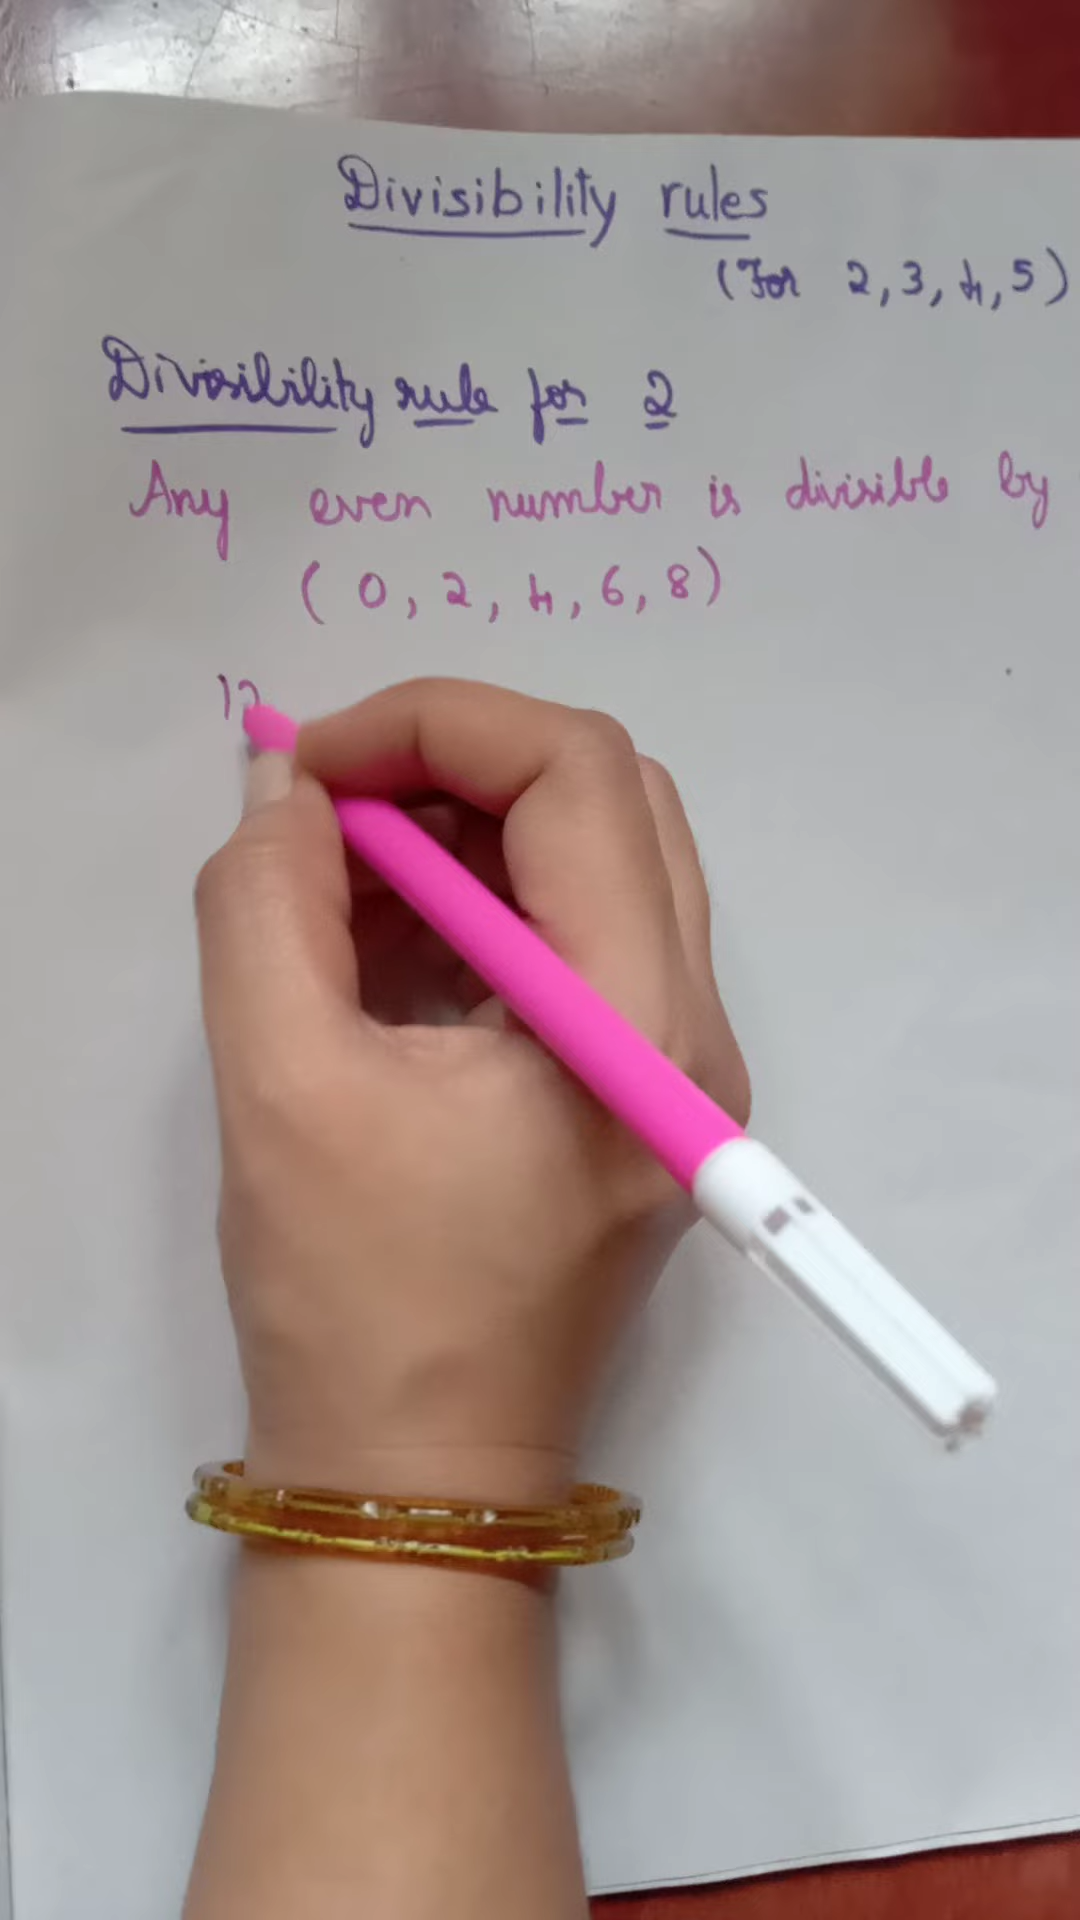 Divisibility rules
(For 2, 3, 4, 5)
Divisibility rule for 2
Any even number is divisible by
( 0, 2, 4, 6, 8)
12